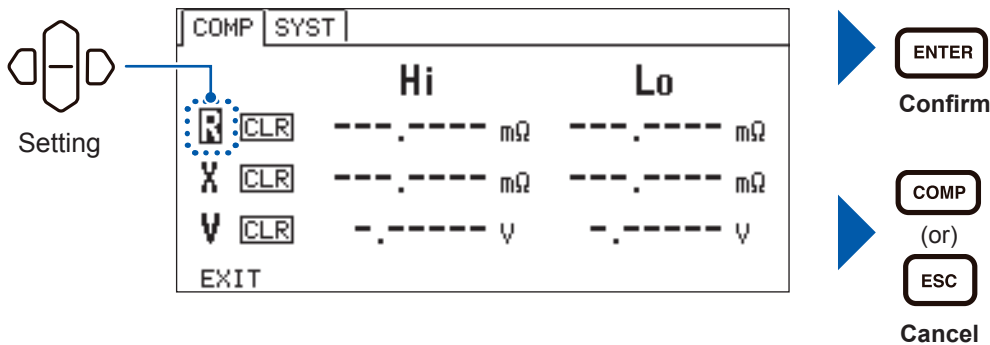 COMP SYST
Hi Lo
R CLR ---.---- mΩ ---.---- mΩ
X CLR ---.---- mΩ ---.---- mΩ
V CLR -.----- V -.----- V
EXIT
Setting
ENTER
Confirm
COMP
(or)
ESC
Cancel